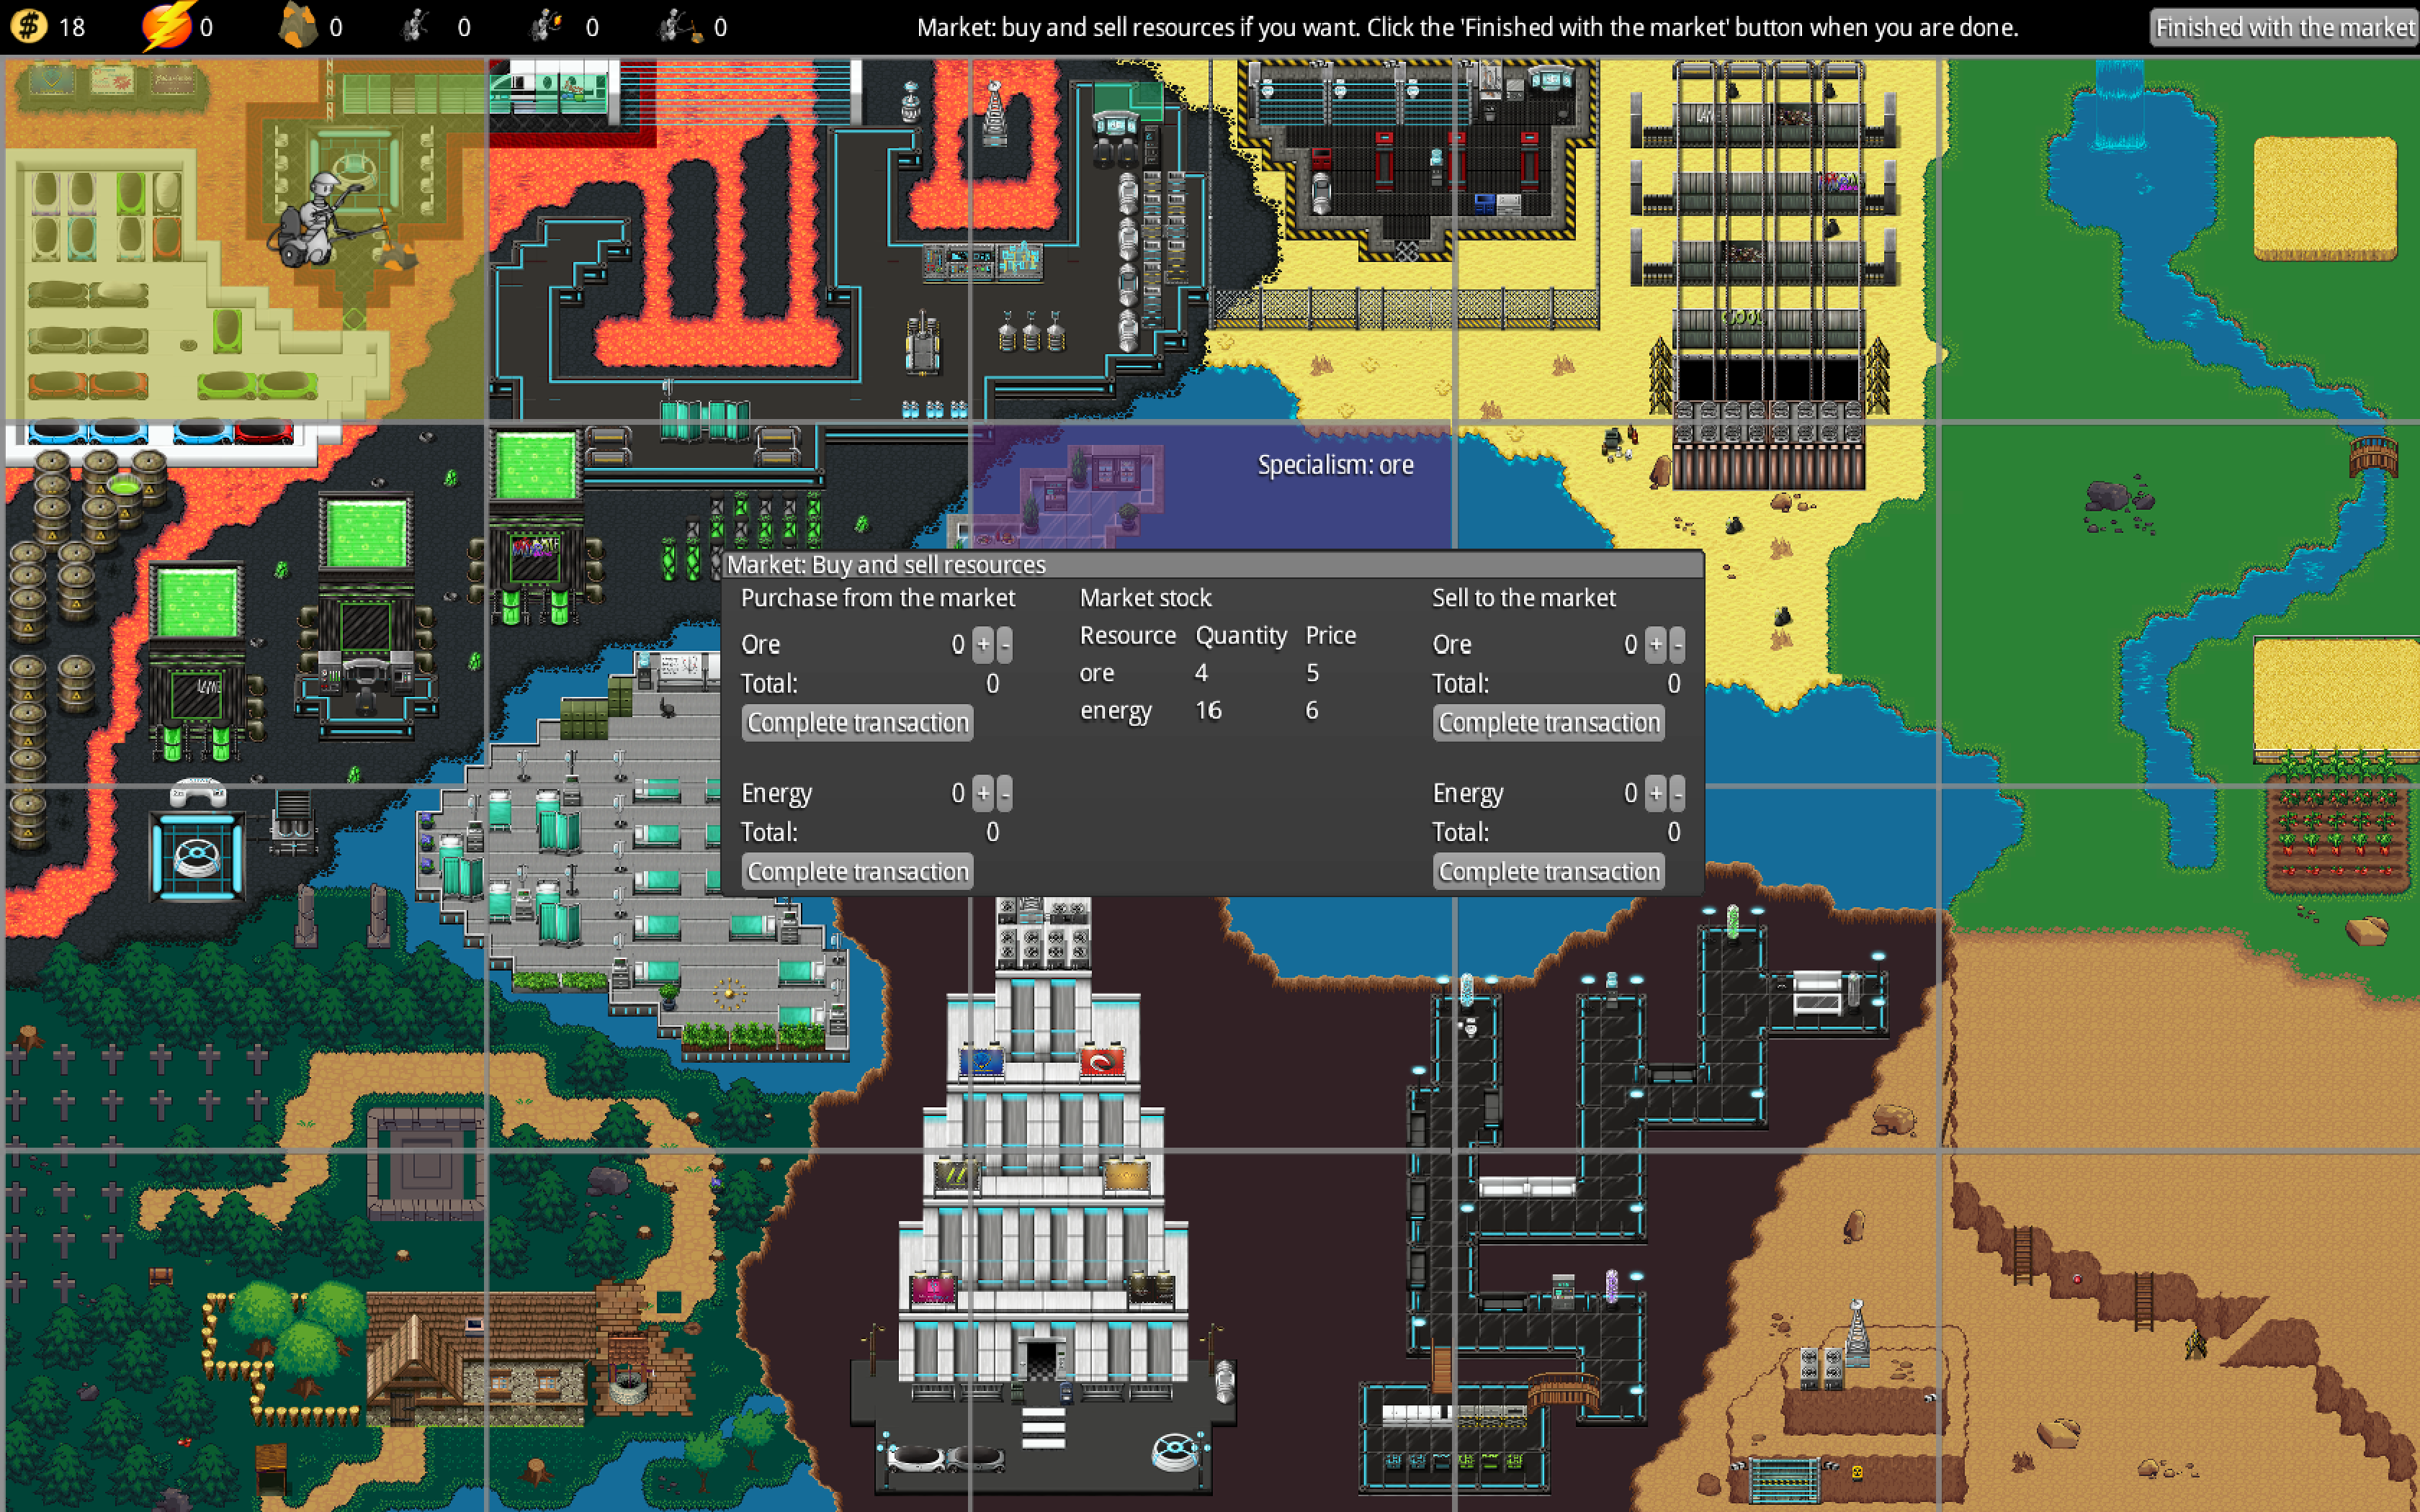 18 0 0 0 0 0 Market: buy and sell resources if you want. Click the 'Finished with the market' button when you are done. Finished with the market
LAME
COOL
Specialism: ore
Market: Buy and sell resources
Purchase from the market Market stock Sell to the market
Resource Quantity Price
Ore 0 + - Ore 0 + -
ore 4 5
Total: 0 Total: 0
Complete transaction energy 16 6 Complete transaction
Energy 0 + - Energy 0 + -
Total: 0 Total: 0
Complete transaction Complete transaction
LAME